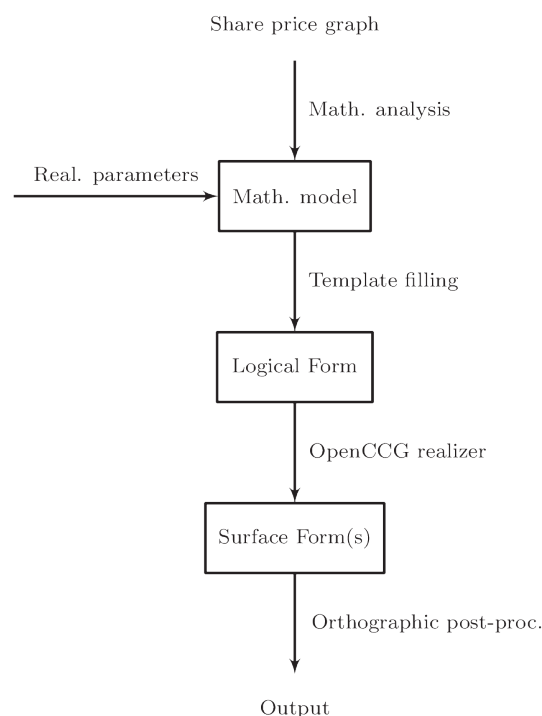 Share price graph
Math. analysis
Real. parameters
Math. model
Template filling
Logical Form
OpenCCG realizer
Surface Form(s)
Orthographic post-proc.
Output